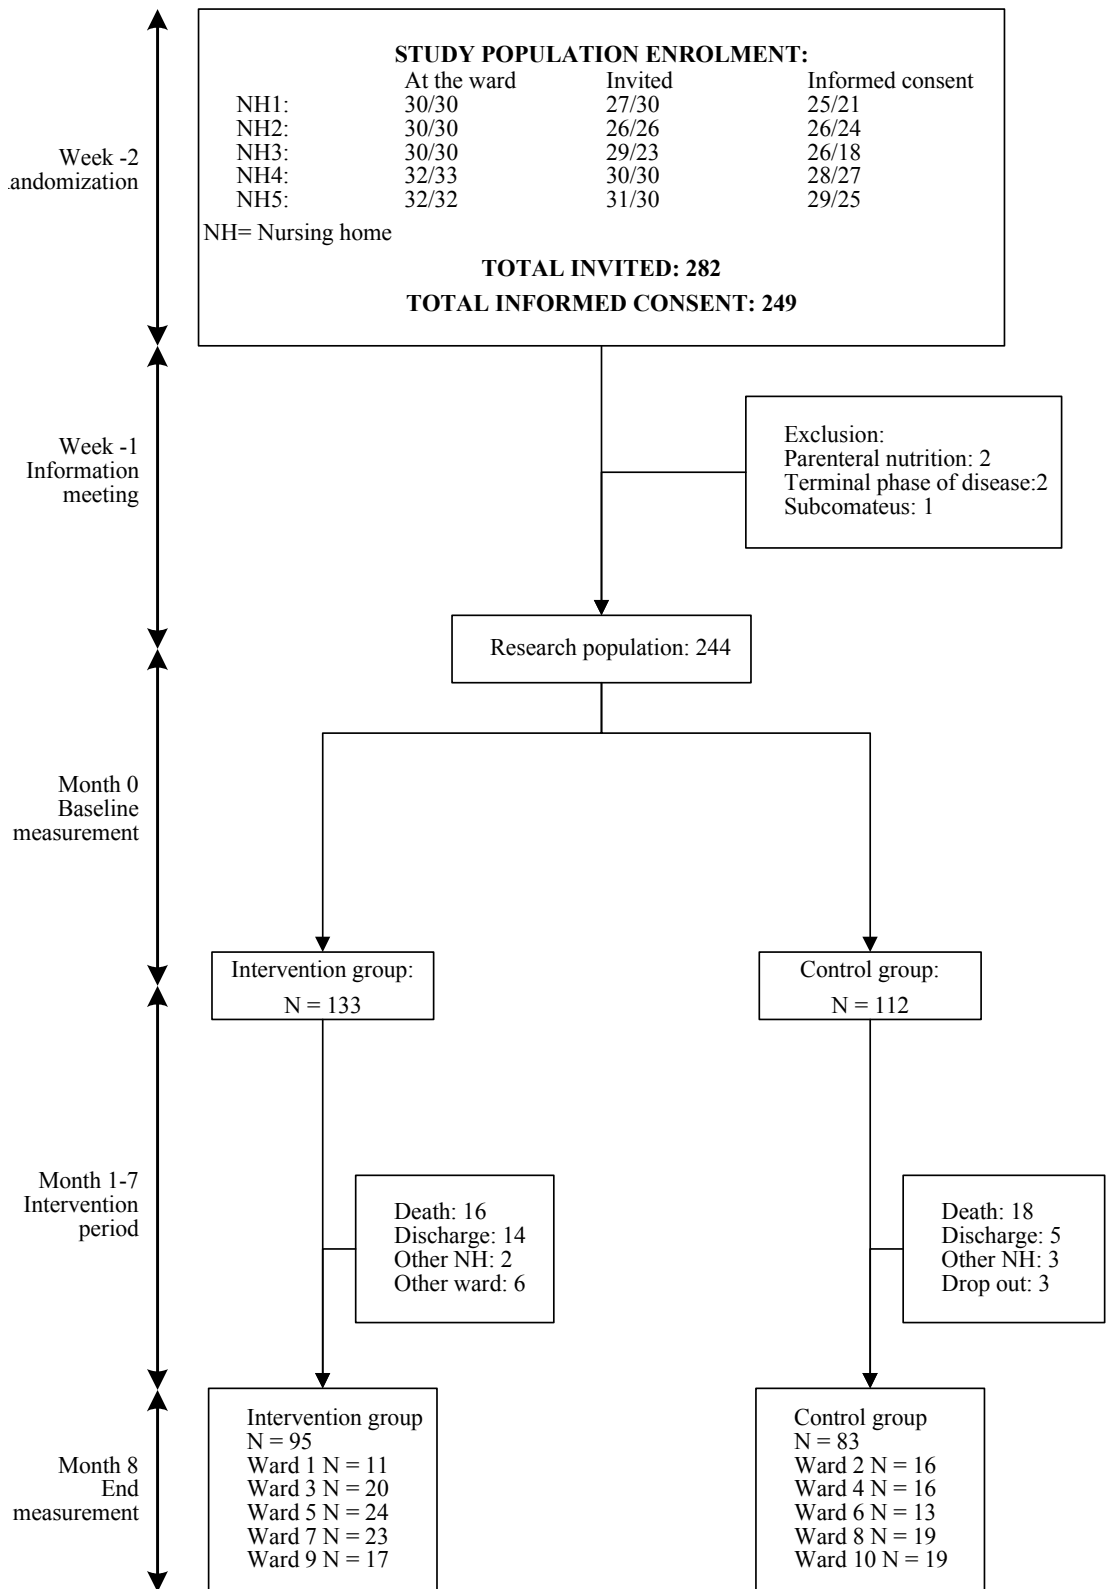 STUDY POPULATION ENROLMENT:
At the ward Invited Informed consent
NH1: 30/30 27/30 25/21
NH2: 30/30 26/26 26/24
NH3: 30/30 29/23 26/18
NH4: 32/33 30/30 28/27
NH5: 32/32 31/30 29/25
NH= Nursing home
TOTAL INVITED: 282
TOTAL INFORMED CONSENT: 249
Week -2
andomization
Week -1
Information
meeting
Exclusion:
Parenteral nutrition: 2
Terminal phase of disease:2
Subcomateus: 1
Research population: 244
Month 0
Baseline
measurement
Intervention group:
N = 133
Control group:
N = 112
Month 1-7
Intervention
period
Death: 16
Discharge: 14
Other NH: 2
Other ward: 6
Death: 18
Discharge: 5
Other NH: 3
Drop out: 3
Month 8
End
measurement
Intervention group
N = 95
Ward 1 N = 11
Ward 3 N = 20
Ward 5 N = 24
Ward 7 N = 23
Ward 9 N = 17
Control group
N = 83
Ward 2 N = 16
Ward 4 N = 16
Ward 6 N = 13
Ward 8 N = 19
Ward 10 N = 19